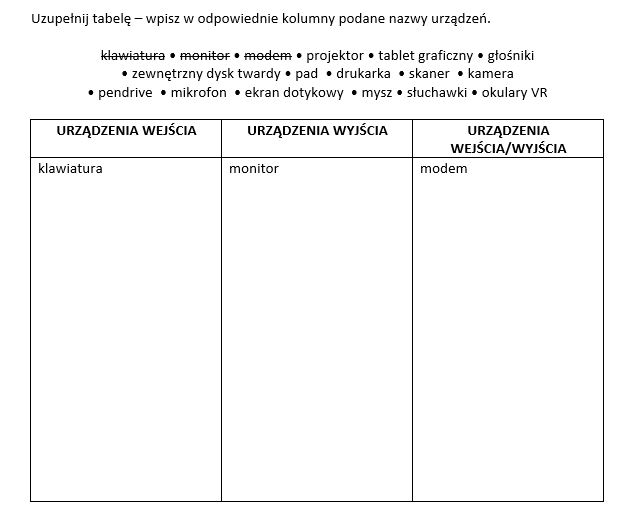 Uzupełnij tabelę – wpisz w odpowiednie kolumny podane nazwy urządzeń.
klawiatura • monitor • modem • projektor • tablet graficzny • głośniki
• zewnętrzny dysk twardy • pad • drukarka • skaner • kamera
• pendrive • mikrofon • ekran dotykowy • mysz • słuchawki • okulary VR
URZĄDZENIA WEJŚCIA
URZĄDZENIA WYJŚCIA
URZĄDZENIA
WEJŚCIA/WYJŚCIA
klawiatura
monitor
modem